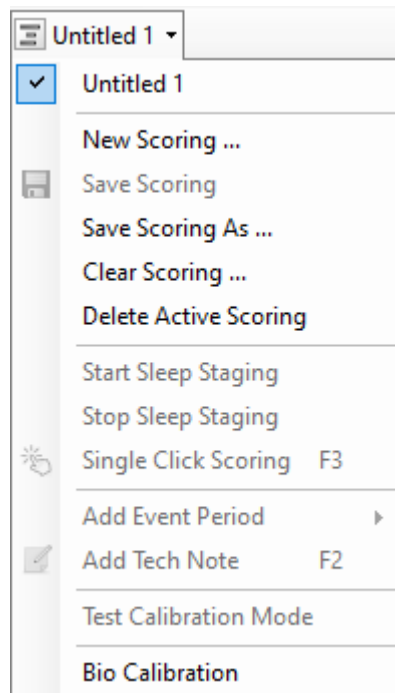 Untitled 1
Untitled 1
New Scoring ...
Save Scoring
Save Scoring As ...
Clear Scoring ...
Delete Active Scoring
Start Sleep Staging
Stop Sleep Staging
Single Click Scoring F3
Add Event Period
Add Tech Note F2
Test Calibration Mode
Bio Calibration